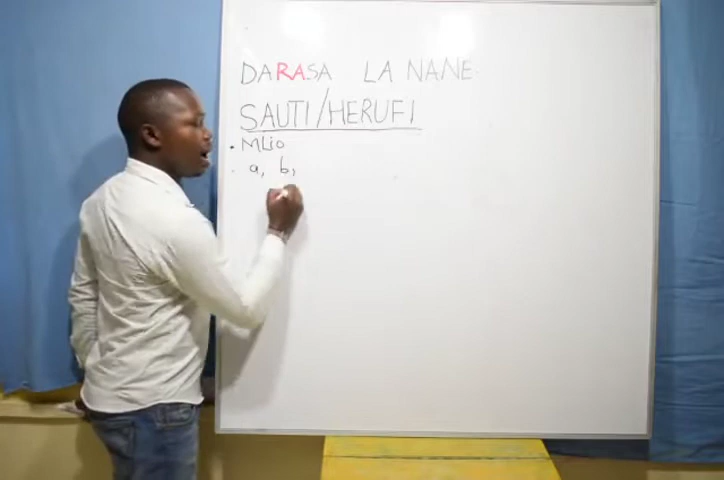 DARASA LA NANE.
SAUTI/HERUFI
• MLio
a, b,